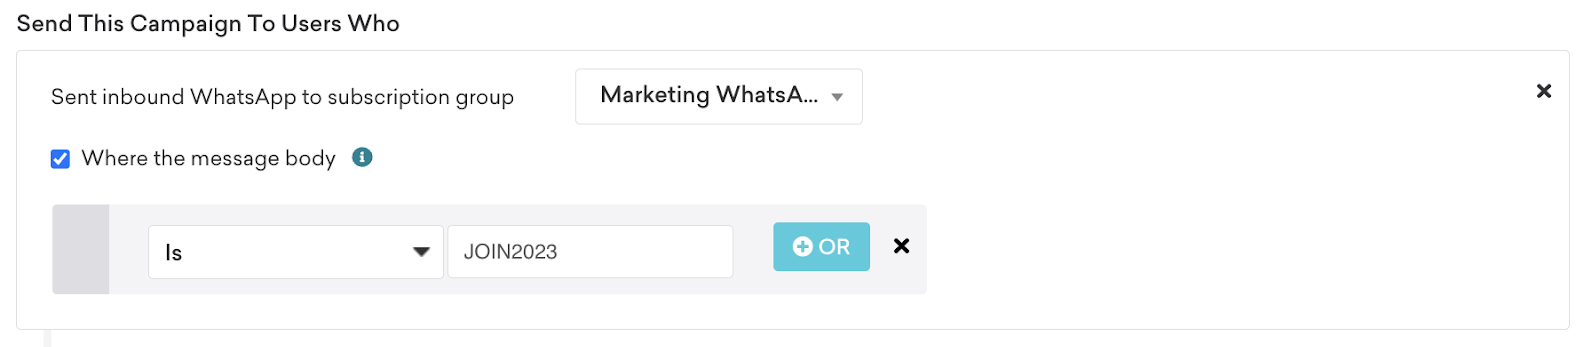 Send This Campaign To Users Who
Sent inbound WhatsApp to subscription group Marketing WhatsA...
Where the message body
Is JOIN2023 OR